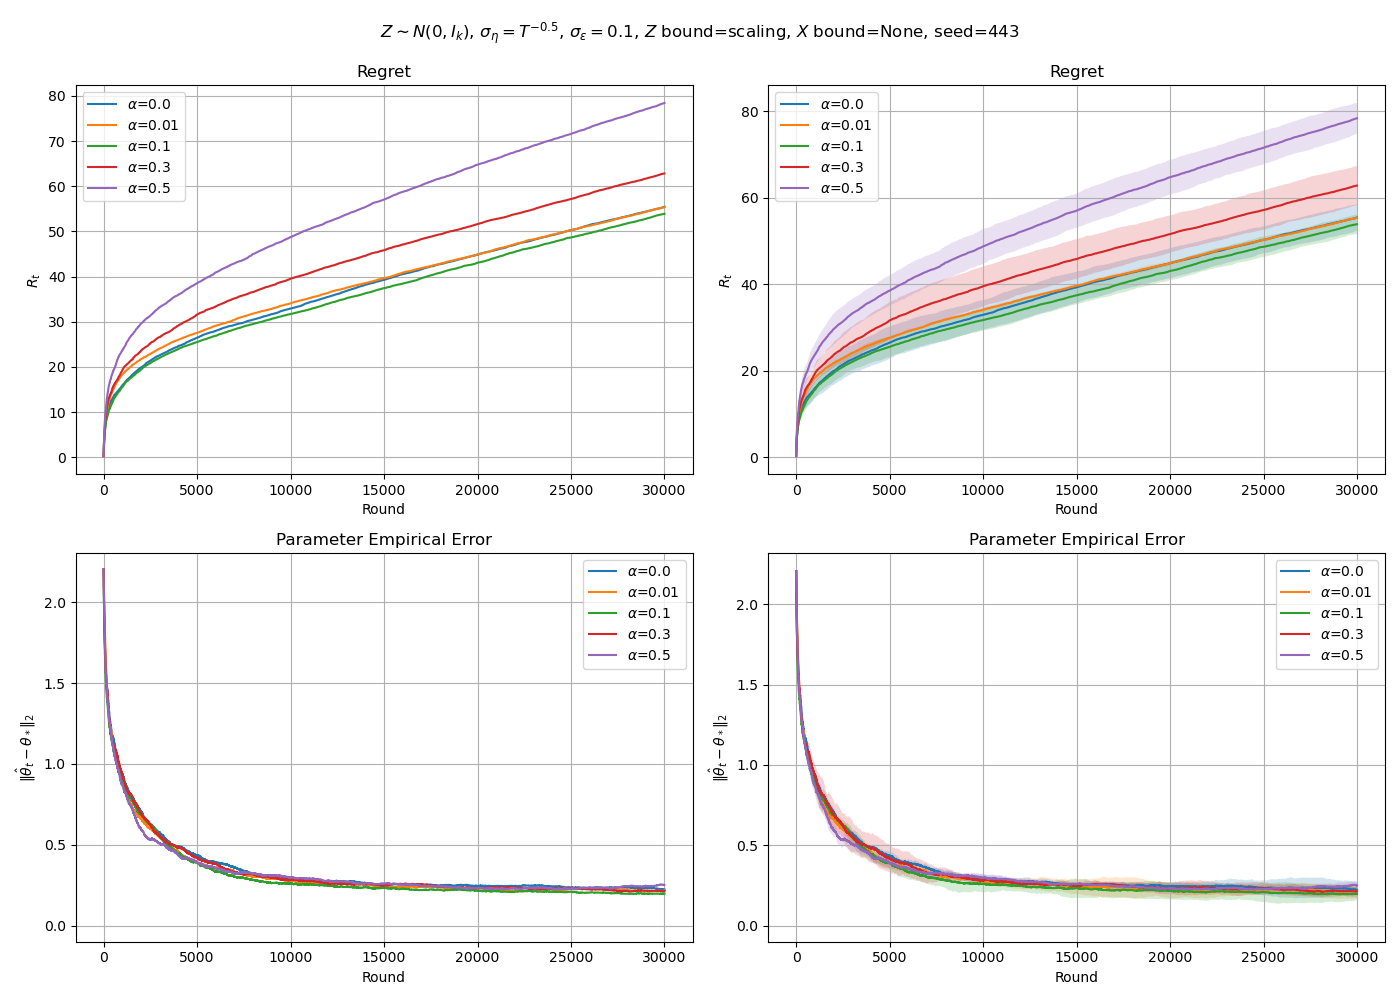 Z ∼ N(0, I_k), σ_η = T^{−0.5}, σ_ε = 0.1, Z bound=scaling, X bound=None, seed=443
Regret
80
70
60
50
40
30
20
10
0
R_t
α=0.0
α=0.01
α=0.1
α=0.3
α=0.5
0 5000 10000 15000 20000 25000 30000
Round
Regret
80
60
40
20
0
R_t
α=0.0
α=0.01
α=0.1
α=0.3
α=0.5
0 5000 10000 15000 20000 25000 30000
Round
Parameter Empirical Error
2.0
1.5
1.0
0.5
0.0
‖θ̂_t − θ_*‖_2
α=0.0
α=0.01
α=0.1
α=0.3
α=0.5
0 5000 10000 15000 20000 25000 30000
Round
Parameter Empirical Error
2.0
1.5
1.0
0.5
0.0
‖θ̂_t − θ_*‖_2
α=0.0
α=0.01
α=0.1
α=0.3
α=0.5
0 5000 10000 15000 20000 25000 30000
Round